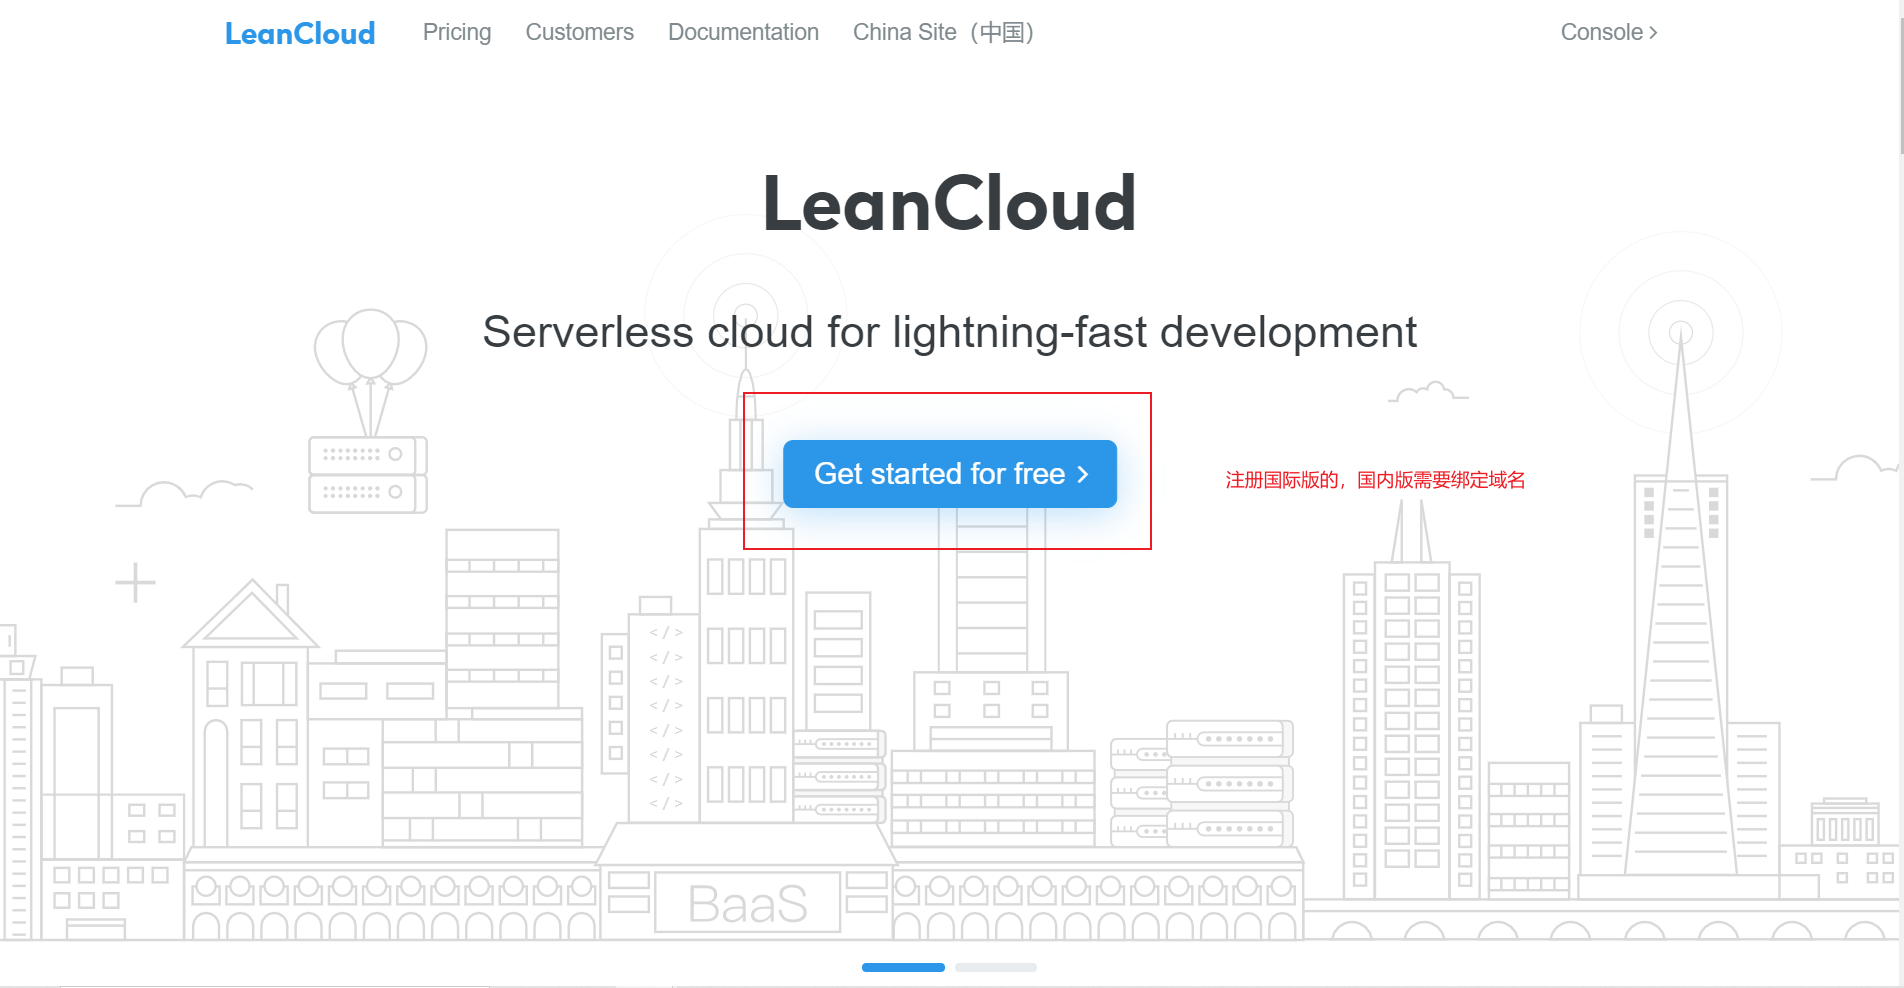 LeanCloud Pricing Customers Documentation China Site（中国） Console
LeanCloud
Serverless cloud for lightning-fast development
Get started for free
注册国际版的，国内版需要绑定域名
</>
</>
</>
</>
</>
</>
</>
</>
BaaS